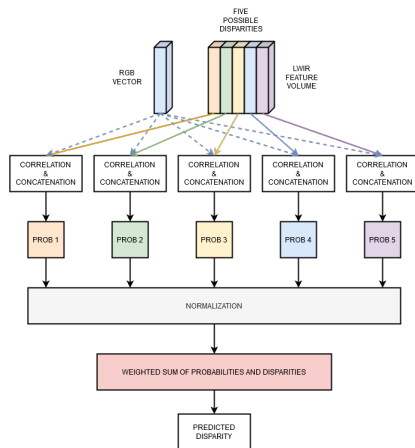 FIVE
POSSIBLE
DISPARITIES
RGB
VECTOR
LWIR
FEATURE
VOLUME
CORRELATION
&
CONCATENATION
CORRELATION
&
CONCATENATION
CORRELATION
&
CONCATENATION
CORRELATION
&
CONCATENATION
CORRELATION
&
CONCATENATION
PROB 1
PROB 2
PROB 3
PROB 4
PROB 5
NORMALIZATION
WEIGHTED SUM OF PROBABILITIES AND DISPARITIES
PREDICTED
DISPARITY